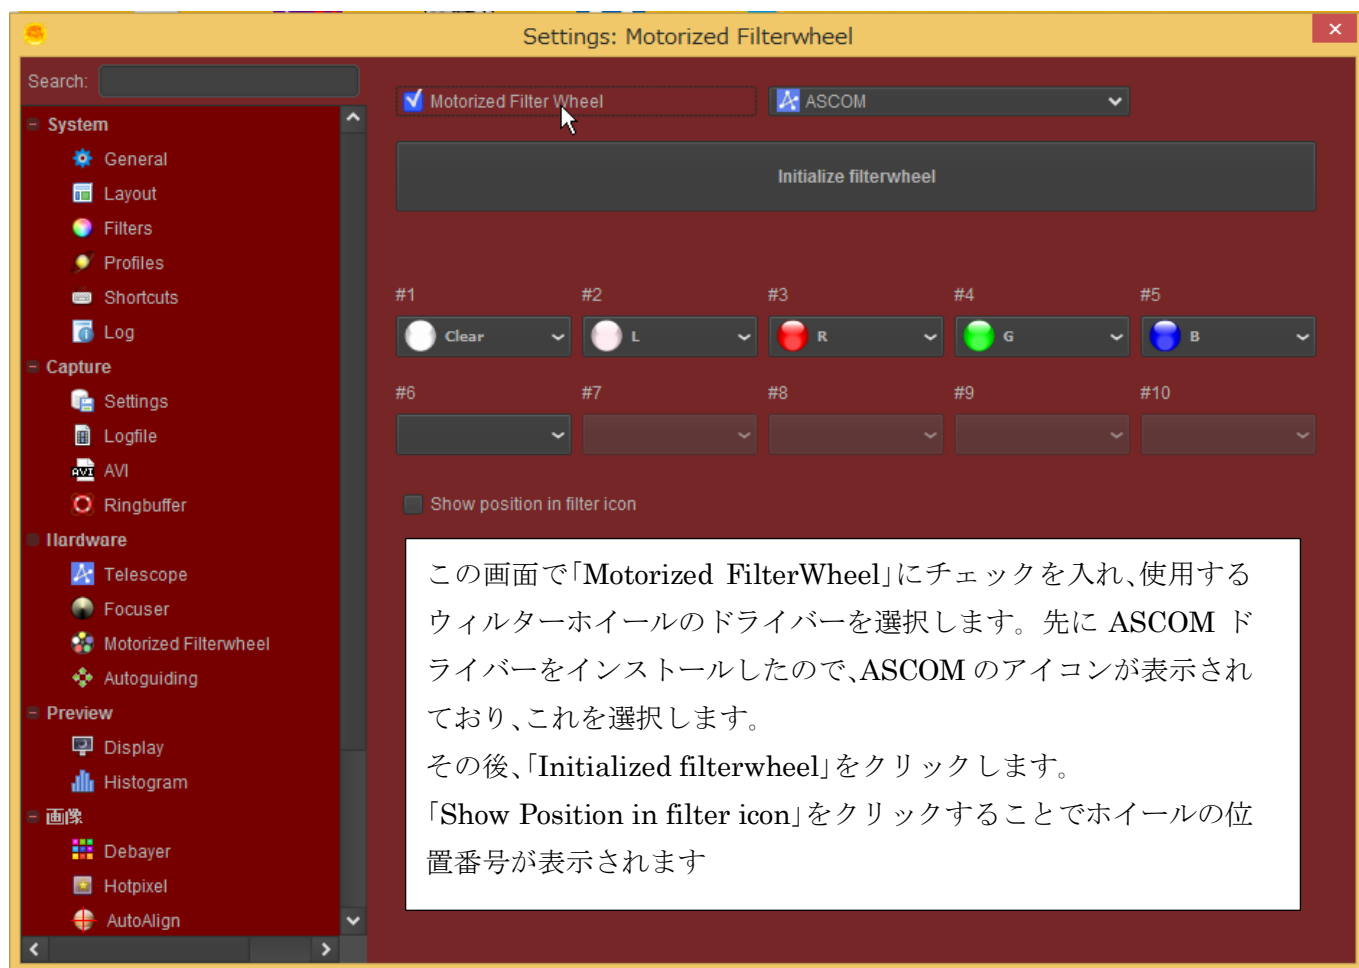 Settings: Motorized Filterwheel
Search:
System
General
Layout
Filters
Profiles
Shortcuts
Log
Capture
Settings
Logfile
AVI
Ringbuffer
Hardware
Telescope
Focuser
Motorized Filterwheel
Autoguiding
Preview
Display
Histogram
画像
Debayer
Hotpixel
AutoAlign
Motorized Filter Wheel
ASCOM
Initialize filterwheel
#1 #2 #3 #4 #5
Clear L R G B
#6 #7 #8 #9 #10
Show position in filter icon
この画面で「Motorized FilterWheel」にチェックを入れ、使用する
ウィルターホイールのドライバーを選択します。先に ASCOM ド
ライバーをインストールしたので、ASCOM のアイコンが表示され
ており、これを選択します。
その後、「Initialized filterwheel」をクリックします。
「Show Position in filter icon」をクリックすることでホイールの位
置番号が表示されます